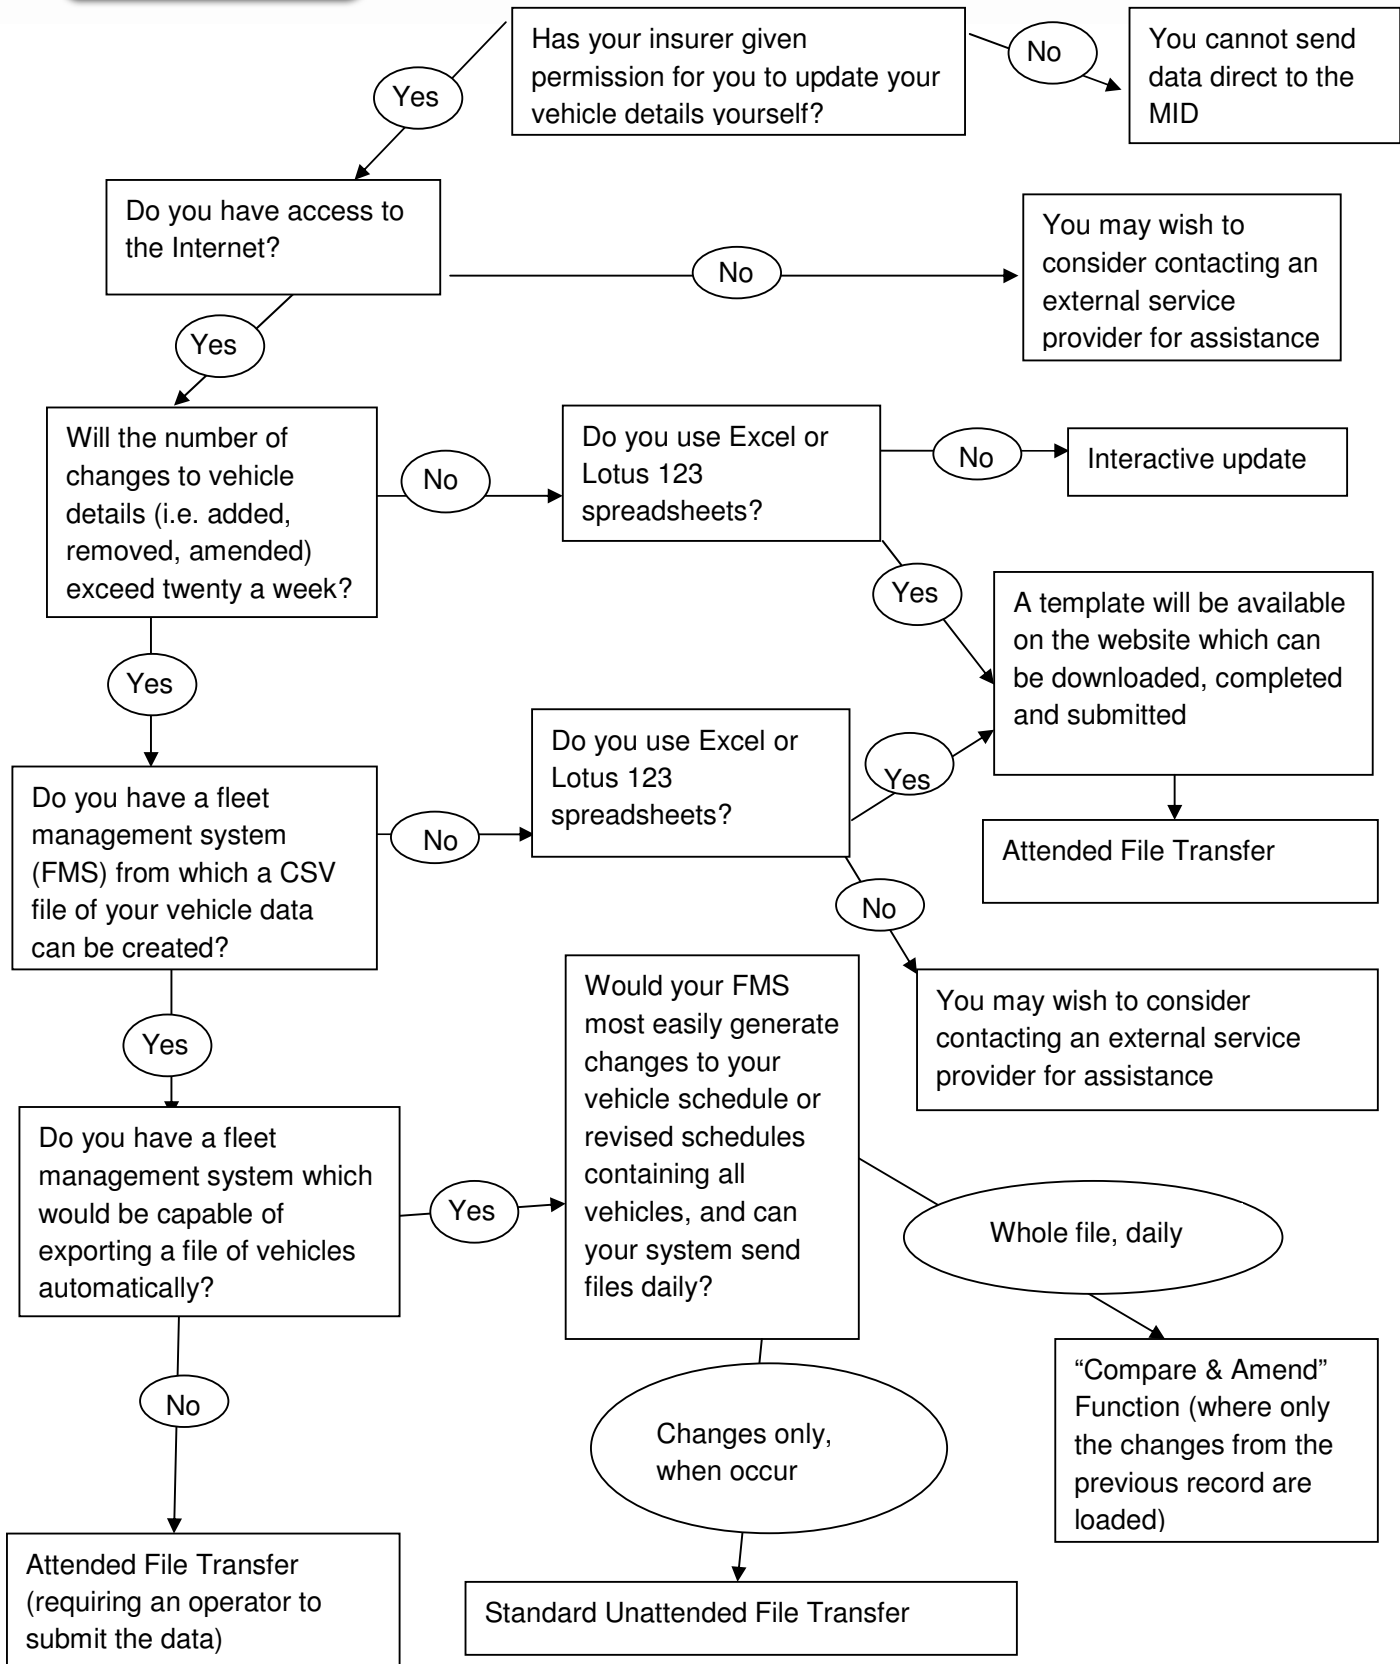 Has your insurer given
permission for you to update your
vehicle details yourself?
No
You cannot send
data direct to the
MID
Yes
Do you have access to
the Internet?
No
You may wish to
consider contacting an
external service
provider for assistance
Yes
Will the number of
changes to vehicle
details (i.e. added,
removed, amended)
exceed twenty a week?
No
Do you use Excel or
Lotus 123
spreadsheets?
No
Interactive update
Yes
A template will be available
on the website which can
be downloaded, completed
and submitted
Yes
Do you have a fleet
management system
(FMS) from which a CSV
file of your vehicle data
can be created?
No
Do you use Excel or
Lotus 123
spreadsheets?
Yes
Attended File Transfer
No
You may wish to consider
contacting an external service
provider for assistance
Yes
Do you have a fleet
management system which
would be capable of
exporting a file of vehicles
automatically?
Yes
Would your FMS
most easily generate
changes to your
vehicle schedule or
revised schedules
containing all
vehicles, and can
your system send
files daily?
Whole file, daily
“Compare & Amend”
Function (where only
the changes from the
previous record are
loaded)
No
Changes only,
when occur
Attended File Transfer
(requiring an operator to
submit the data)
Standard Unattended File Transfer